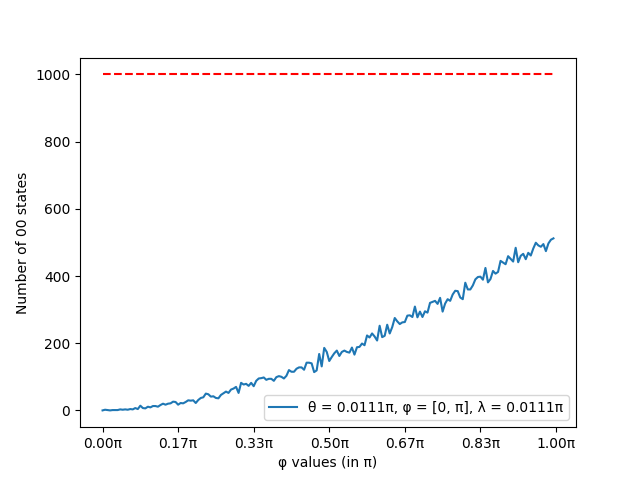 1000
800
600
400
200
0
Number of 00 states
θ = 0.0111π, φ = [0, π], λ = 0.0111π
0.00π 0.17π 0.33π 0.50π 0.67π 0.83π 1.00π
φ values (in π)